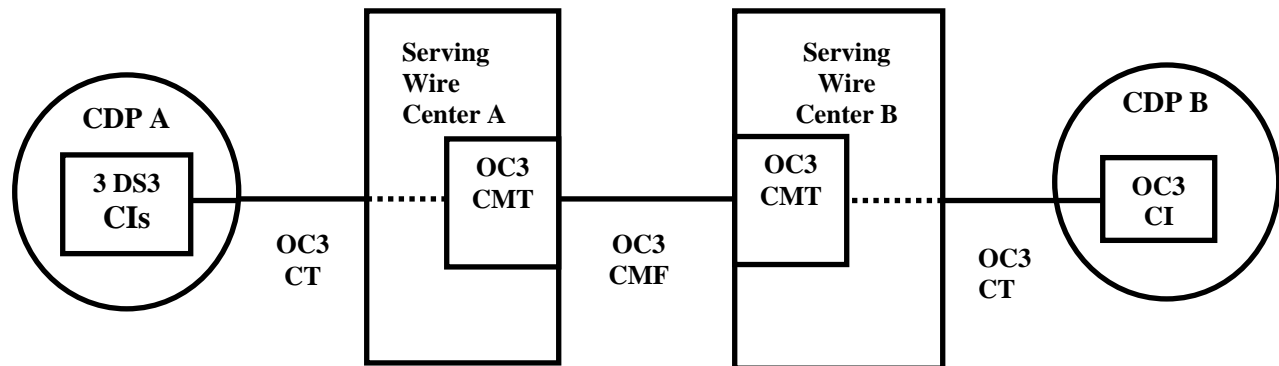 CDP A
3 DS3
CIs
OC3
CT
Serving
Wire
Center A
OC3
CMT
OC3
CMF
Serving
Wire
Center B
OC3
CMT
OC3
CT
CDP B
OC3
CI